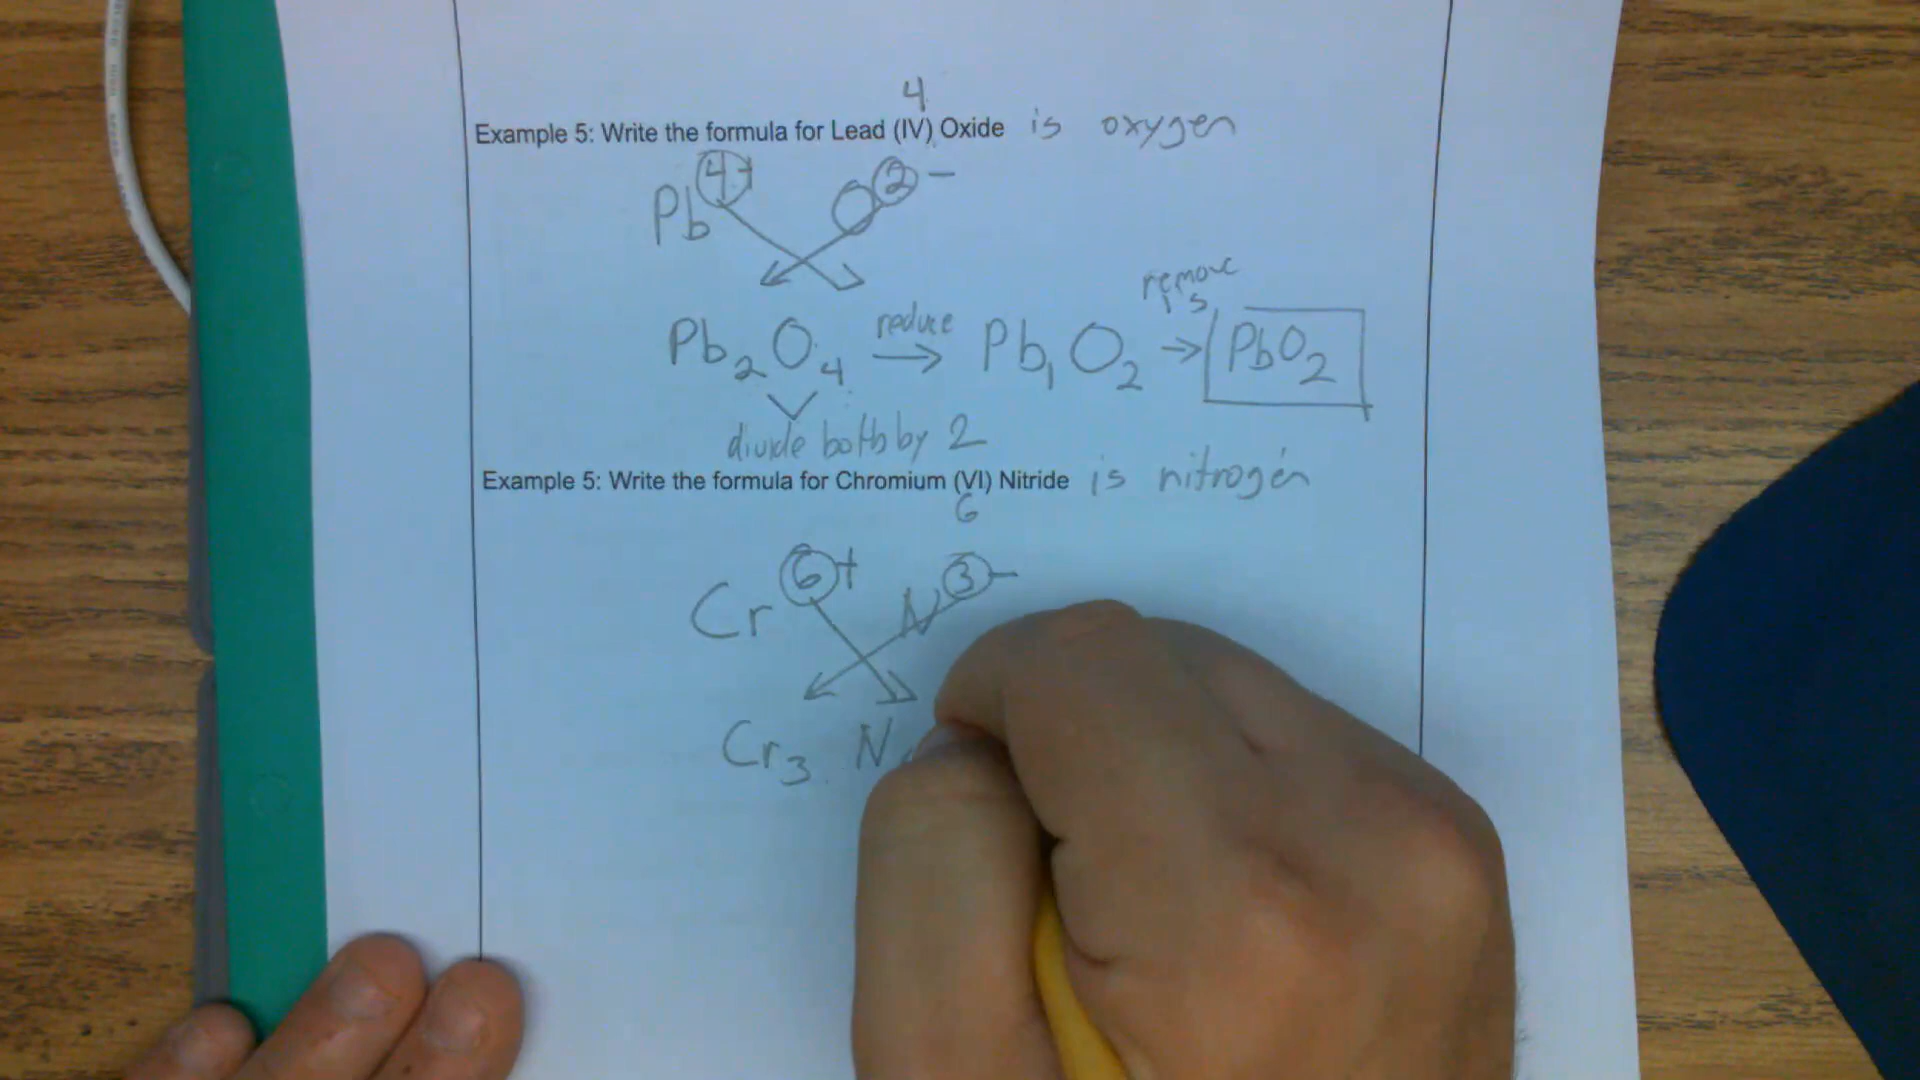 4
Example 5: Write the formula for Lead (IV) Oxide is oxygen
Pb 4+ O 2 -
remove
1's
Pb2O4 reduce → Pb1O2 → PbO2
divide both by 2
Example 5: Write the formula for Chromium (VI) Nitride is nitrogen
6
Cr 6+ N 3-
Cr3 N